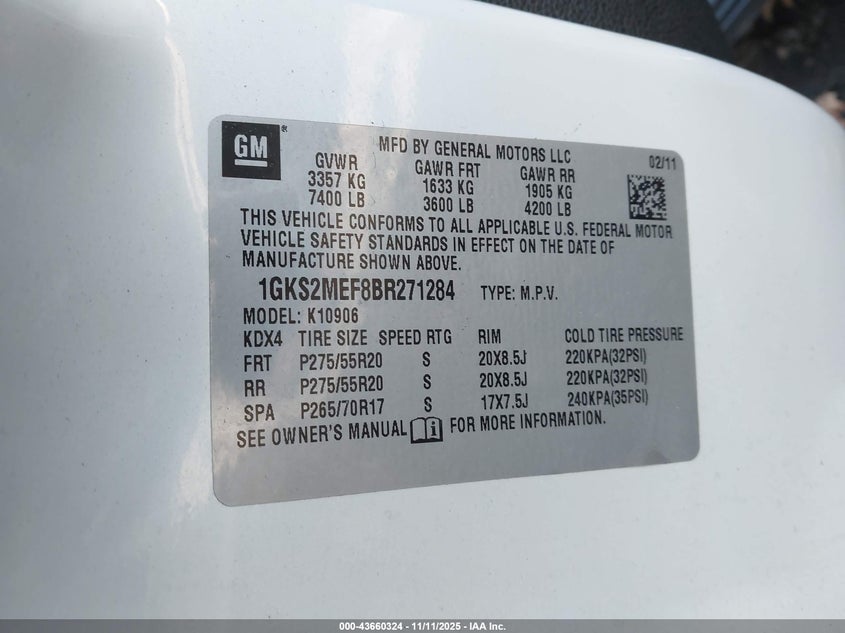 GM ®
MFD BY GENERAL MOTORS LLC
02/11
GVWR GAWR FRT GAWR RR
3357 KG 1633 KG 1905 KG
7400 LB 3600 LB 4200 LB
THIS VEHICLE CONFORMS TO ALL APPLICABLE U.S. FEDERAL MOTOR
VEHICLE SAFETY STANDARDS IN EFFECT ON THE DATE OF
MANUFACTURE SHOWN ABOVE.
1GKS2MEF8BR271284 TYPE: M.P.V.
MODEL: K10906
KDX4 TIRE SIZE SPEED RTG RIM COLD TIRE PRESSURE
FRT P275/55R20 S 20X8.5J 220KPA(32PSI)
RR P275/55R20 S 20X8.5J 220KPA(32PSI)
SPA P265/70R17 S 17X7.5J 240KPA(35PSI)
SEE OWNER'S MANUAL i FOR MORE INFORMATION.
000-43660324 - 11/11/2025 - IAA Inc.